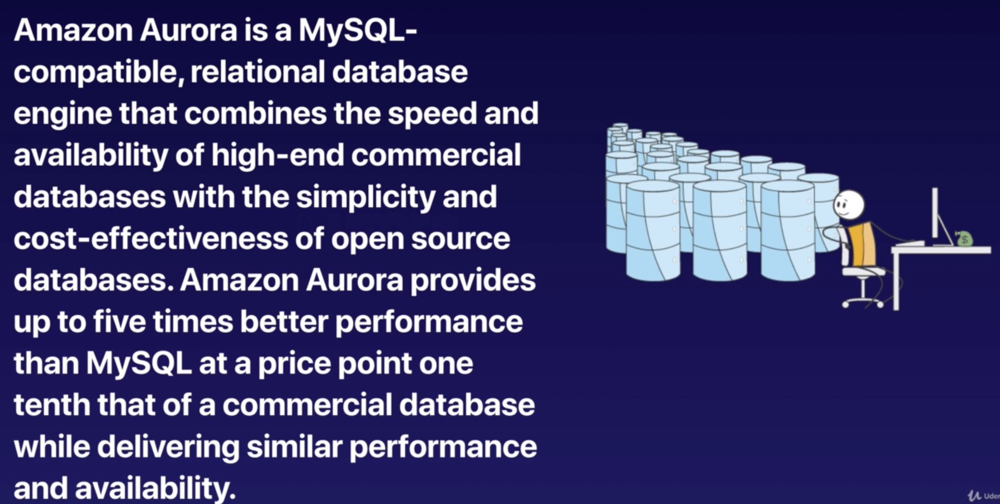 Amazon Aurora is a MySQL-
compatible, relational database
engine that combines the speed and
availability of high-end commercial
databases with the simplicity and
cost-effectiveness of open source
databases. Amazon Aurora provides
up to five times better performance
than MySQL at a price point one
tenth that of a commercial database
while delivering similar performance
and availability.
$